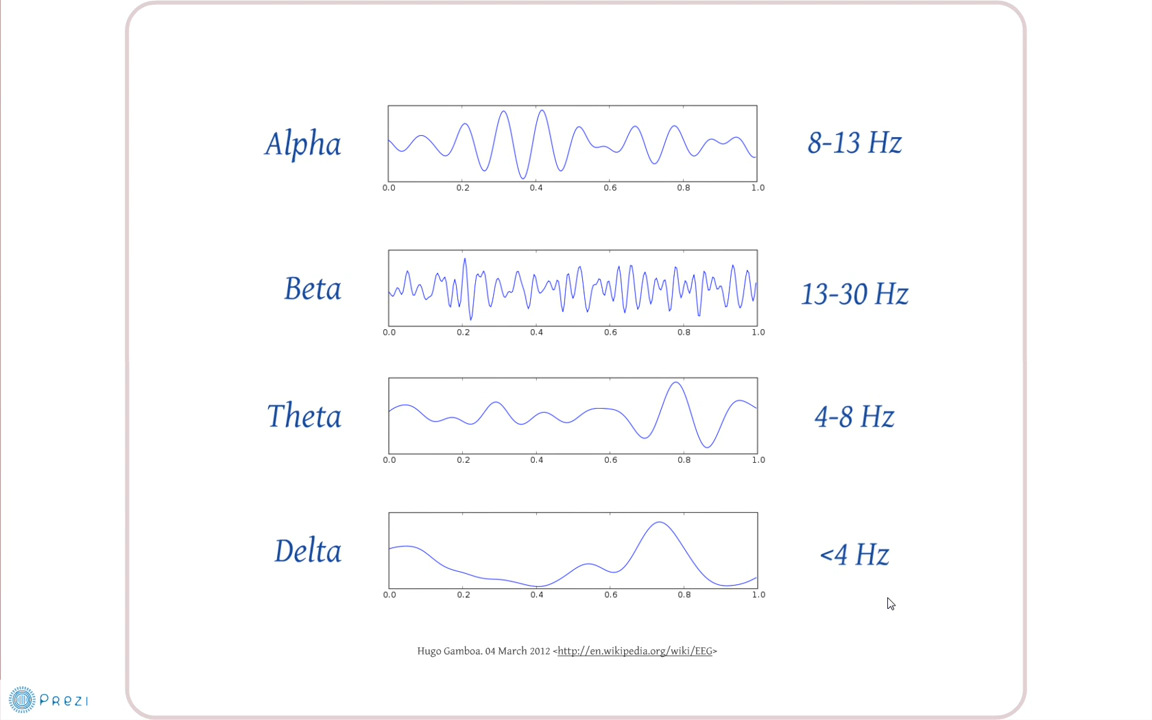 Alpha
8-13 Hz
0.0 0.2 0.4 0.6 0.8 1.0
Beta
13-30 Hz
0.0 0.2 0.4 0.6 0.8 1.0
Theta
4-8 Hz
0.0 0.2 0.4 0.6 0.8 1.0
Delta
<4 Hz
0.0 0.2 0.4 0.6 0.8 1.0
Hugo Gamboa. 04 March 2012 <http://en.wikipedia.org/wiki/EEG>
PREZI